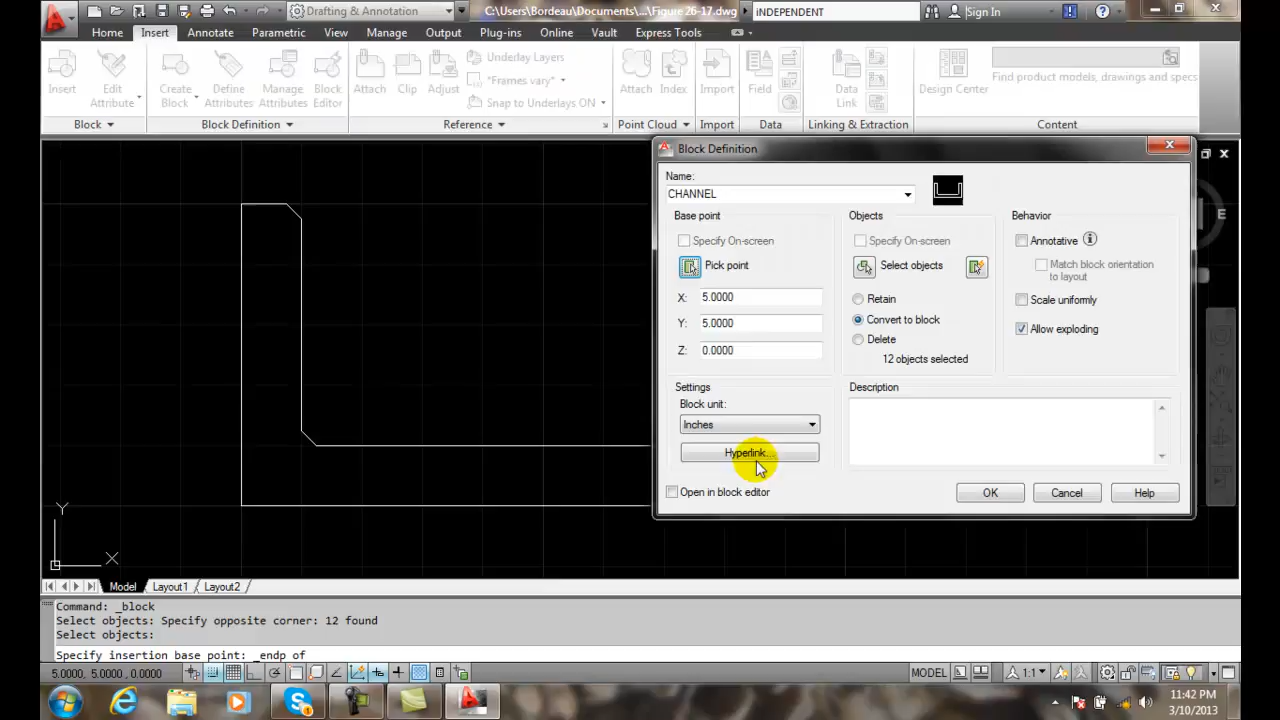 Drafting & Annotation
C:\Users\Bordeau\Documents\...\Figure 26-17.dwg
INDEPENDENT
Sign In
Home Insert Annotate Parametric View Manage Output Plug-ins Online Vault Express Tools
Insert
Edit Attribute
Create Block
Define Attributes
Manage Attributes
Block Editor
Attach
Clip
Adjust
Underlay Layers
*Frames vary*
Snap to Underlays ON
Attach
Index
Import
Field
Data Link
Design Center
Find product models, drawings and specs
Block
Block Definition
Reference
Point Cloud
Import
Data
Linking & Extraction
Content
Block Definition
Name:
CHANNEL
Base point
Specify On-screen
Pick point
X: 5.0000
Y: 5.0000
Z: 0.0000
Objects
Specify On-screen
Select objects
Retain
Convert to block
Delete
12 objects selected
Behavior
Annotative
Match block orientation
to layout
Scale uniformly
Allow exploding
Settings
Block unit:
Inches
Hyperlink...
Description
Open in block editor
OK
Cancel
Help
E
Y
X
Model Layout1 Layout2
Command: _block
Select objects: Specify opposite corner: 12 found
Select objects:
Specify insertion base point: _endp of
5.0000, 5.0000, 0.0000
MODEL
1:1
11:42 PM
3/10/2013